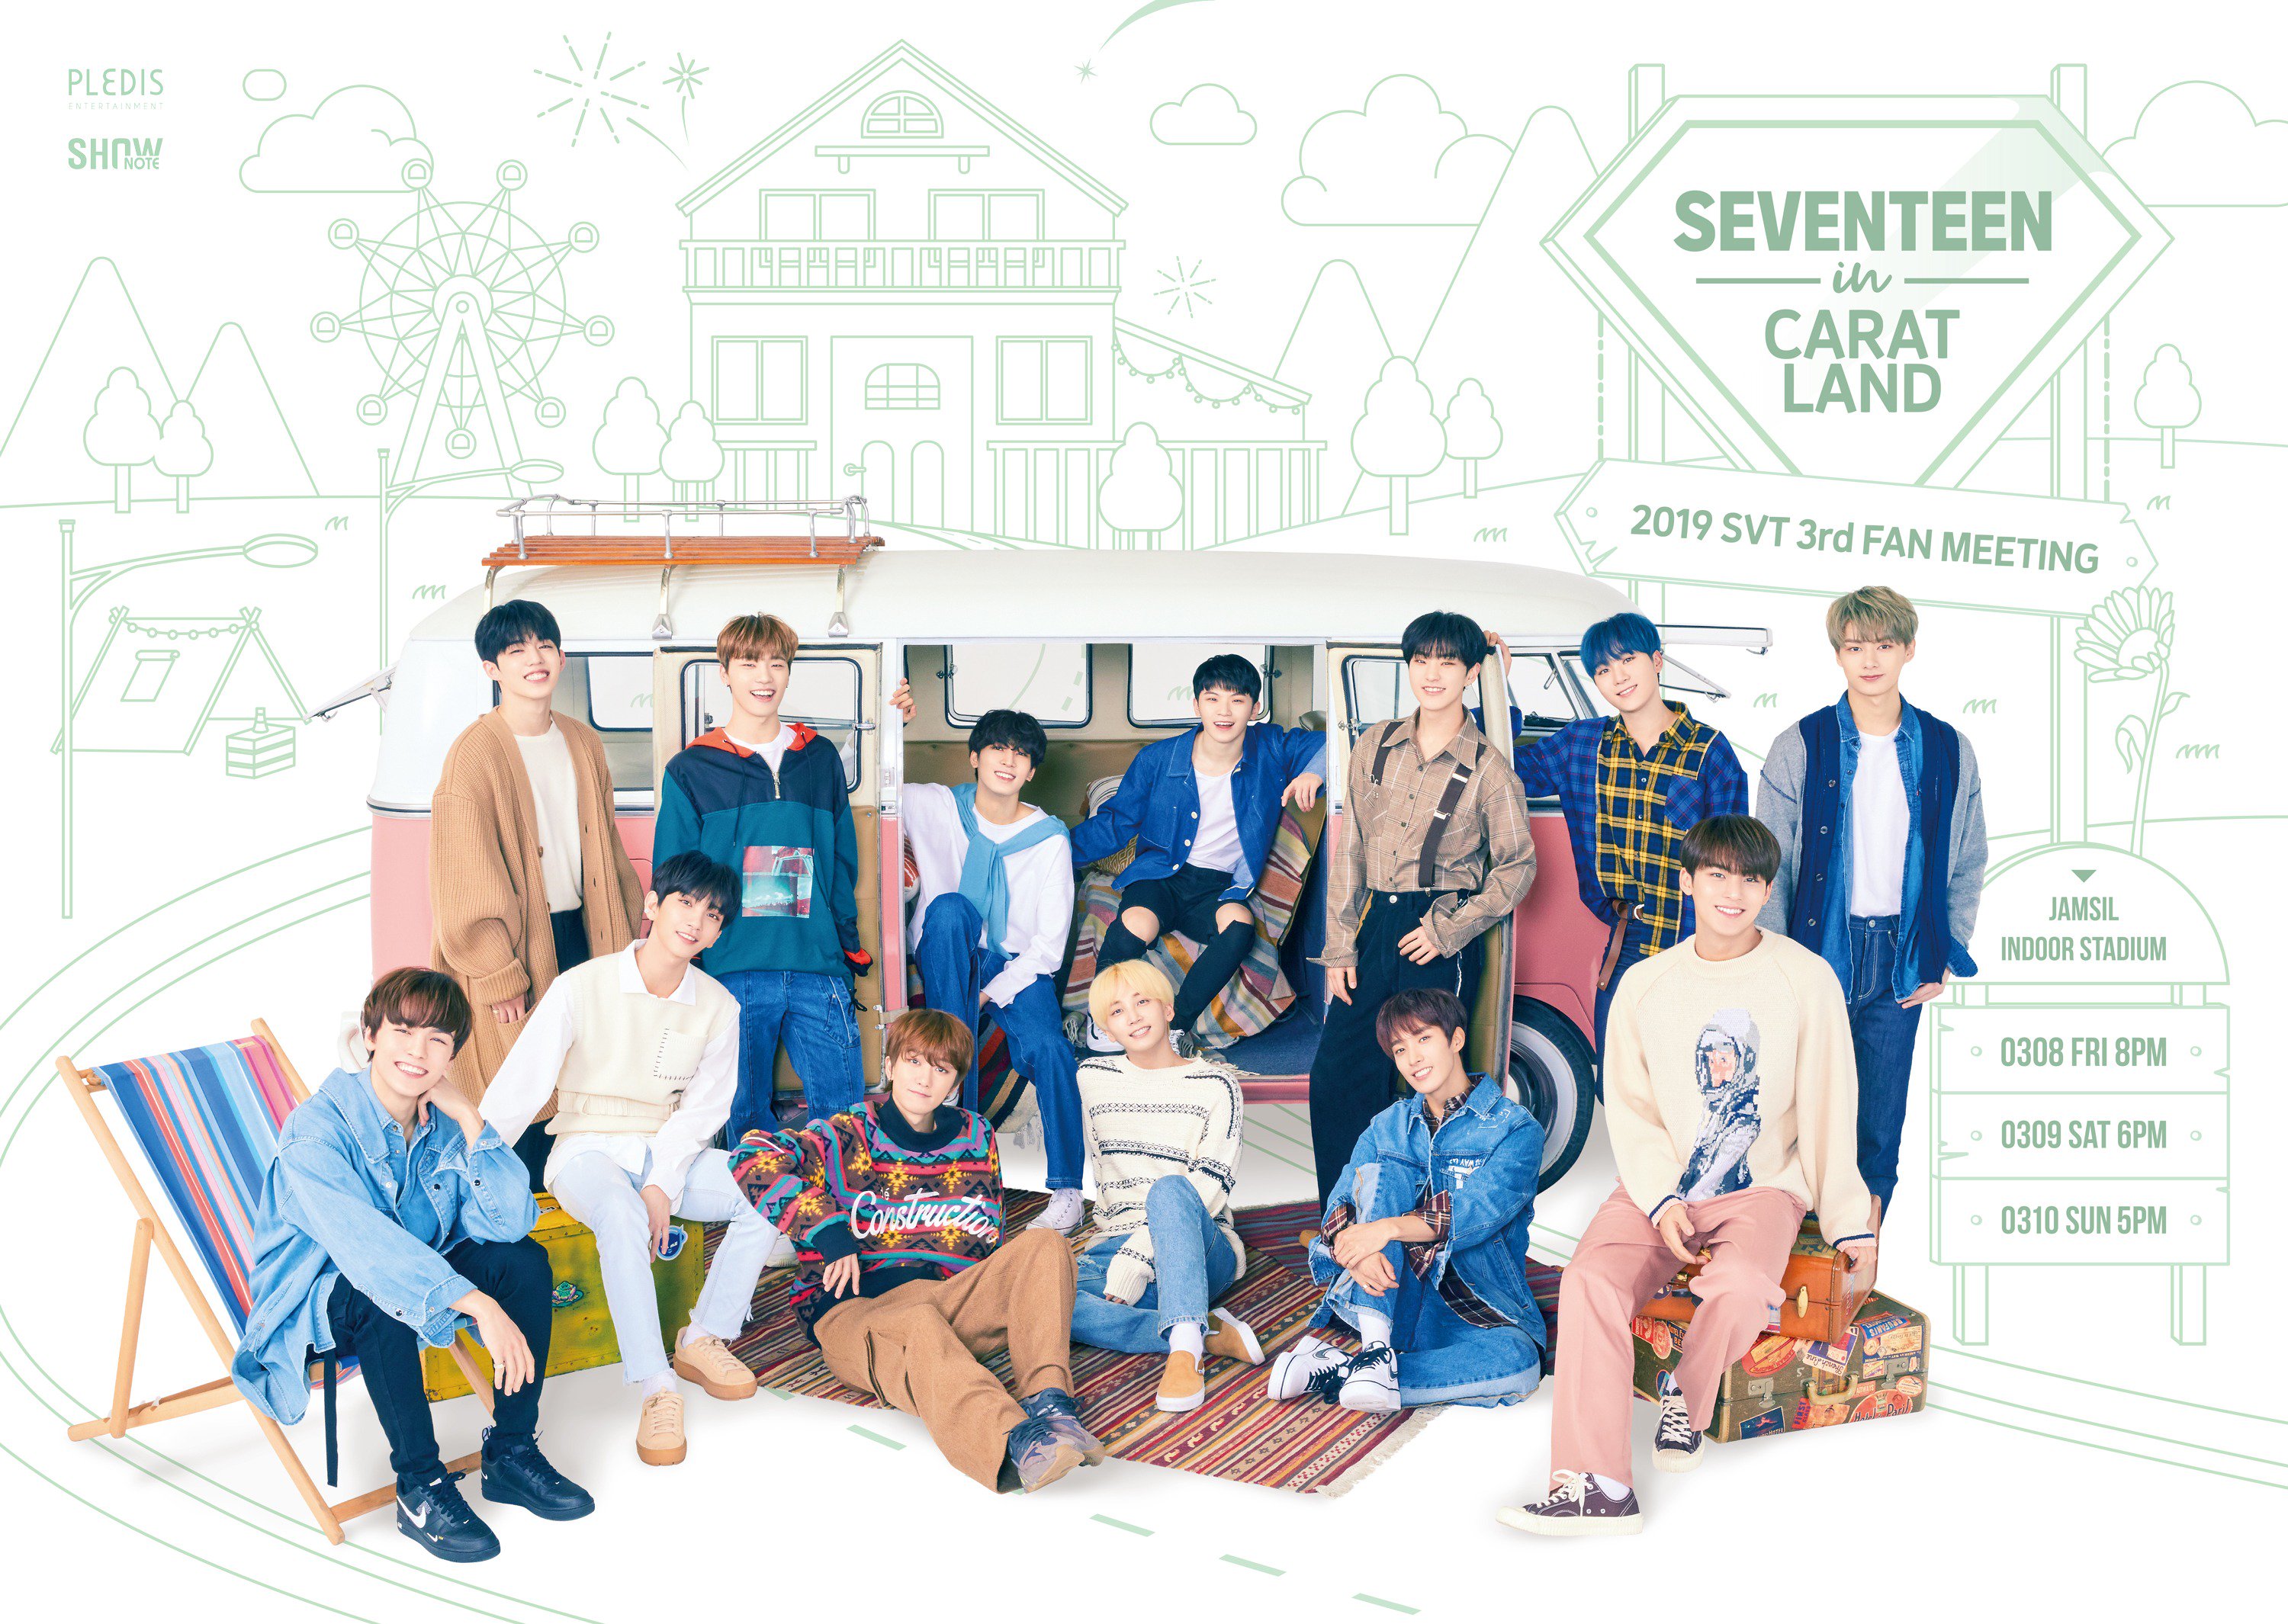 PLEDIS
ENTERTAINMENT
SHOW
NOTE
SEVENTEEN
in
CARAT
LAND
2019 SVT 3rd FAN MEETING
JAMSIL
INDOOR STADIUM
0308 FRI 8PM
0309 SAT 6PM
0310 SUN 5PM
Construction